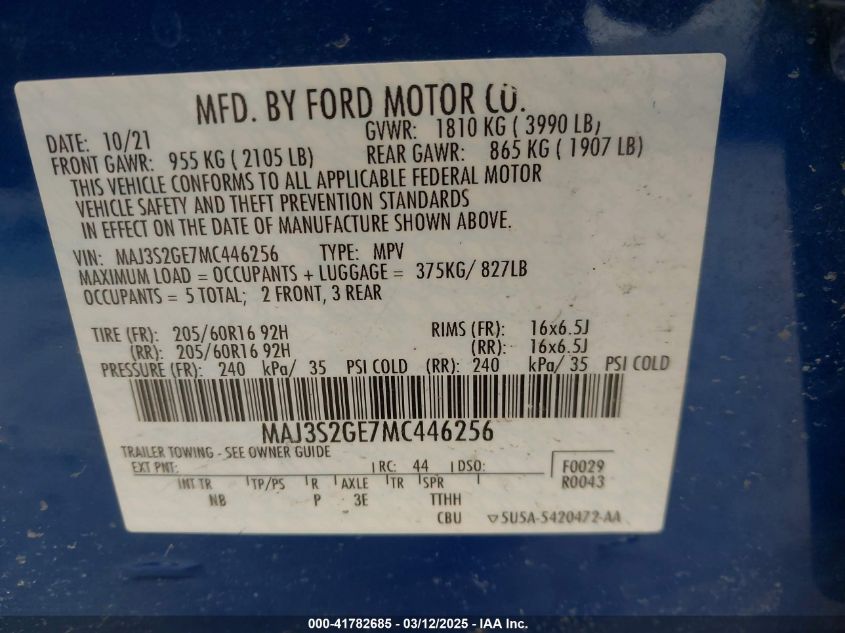 MFD. BY FORD MOTOR CO.
DATE: 10/21 GVWR: 1810 KG ( 3990 LB)
FRONT GAWR: 955 KG ( 2105 LB) REAR GAWR: 865 KG ( 1907 LB)
THIS VEHICLE CONFORMS TO ALL APPLICABLE FEDERAL MOTOR
VEHICLE SAFETY AND THEFT PREVENTION STANDARDS
IN EFFECT ON THE DATE OF MANUFACTURE SHOWN ABOVE.
VIN: MAJ3S2GE7MC446256 TYPE: MPV
MAXIMUM LOAD = OCCUPANTS + LUGGAGE = 375KG/ 827LB
OCCUPANTS = 5 TOTAL; 2 FRONT, 3 REAR
TIRE (FR): 205/60R16 92H RIMS (FR): 16x6.5J
(RR): 205/60R16 92H (RR): 16x6.5J
PRESSURE (FR): 240 kPa/ 35 PSI COLD (RR): 240 kPa/ 35 PSI COLD
MAJ3S2GE7MC446256
TRAILER TOWING - SEE OWNER GUIDE
EXT PNT: RC: 44 DSO: F0029
INT TR TP/PS R AXLE TR SPR R0043
NB P 3E TTHH
CBU ▽5U5A-5420472-AA
000-41782685 - 03/12/2025 - IAA Inc.